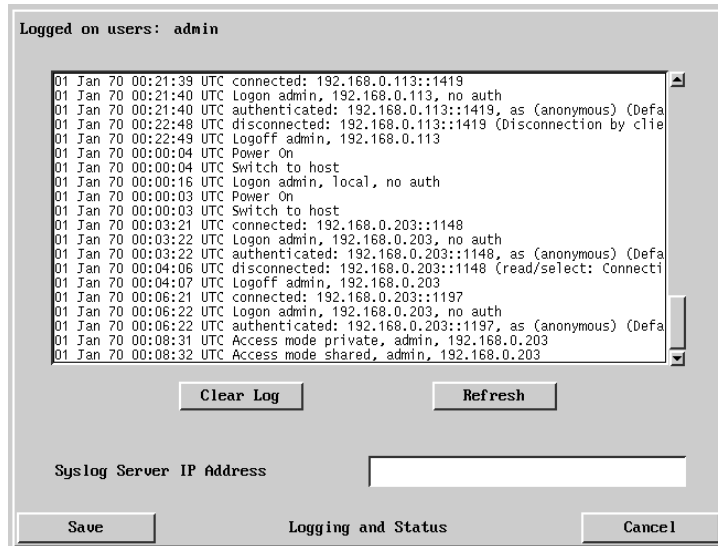 Logged on users: admin
01 Jan 70 00:21:39 UTC connected: 192.168.0.113::1419
01 Jan 70 00:21:40 UTC Logon admin, 192.168.0.113, no auth
01 Jan 70 00:21:40 UTC authenticated: 192.168.0.113::1419, as (anonymous) (Defa
01 Jan 70 00:22:48 UTC disconnected: 192.168.0.113::1419 (Disconnection by clie
01 Jan 70 00:22:49 UTC Logoff admin, 192.168.0.113
01 Jan 70 00:00:04 UTC Power On
01 Jan 70 00:00:04 UTC Switch to host
01 Jan 70 00:00:16 UTC Logon admin, local, no auth
01 Jan 70 00:00:03 UTC Power On
01 Jan 70 00:00:03 UTC Switch to host
01 Jan 70 00:03:21 UTC connected: 192.168.0.203::1148
01 Jan 70 00:03:22 UTC Logon admin, 192.168.0.203, no auth
01 Jan 70 00:03:22 UTC authenticated: 192.168.0.203::1148, as (anonymous) (Defa
01 Jan 70 00:04:06 UTC disconnected: 192.168.0.203::1148 (read/select: Connecti
01 Jan 70 00:04:07 UTC Logoff admin, 192.168.0.203
01 Jan 70 00:06:21 UTC connected: 192.168.0.203::1197
01 Jan 70 00:06:22 UTC Logon admin, 192.168.0.203, no auth
01 Jan 70 00:06:22 UTC authenticated: 192.168.0.203::1197, as (anonymous) (Defa
01 Jan 70 00:08:31 UTC Access mode private, admin, 192.168.0.203
01 Jan 70 00:08:32 UTC Access mode shared, admin, 192.168.0.203
Clear Log Refresh
Syslog Server IP Address
Save Logging and Status Cancel